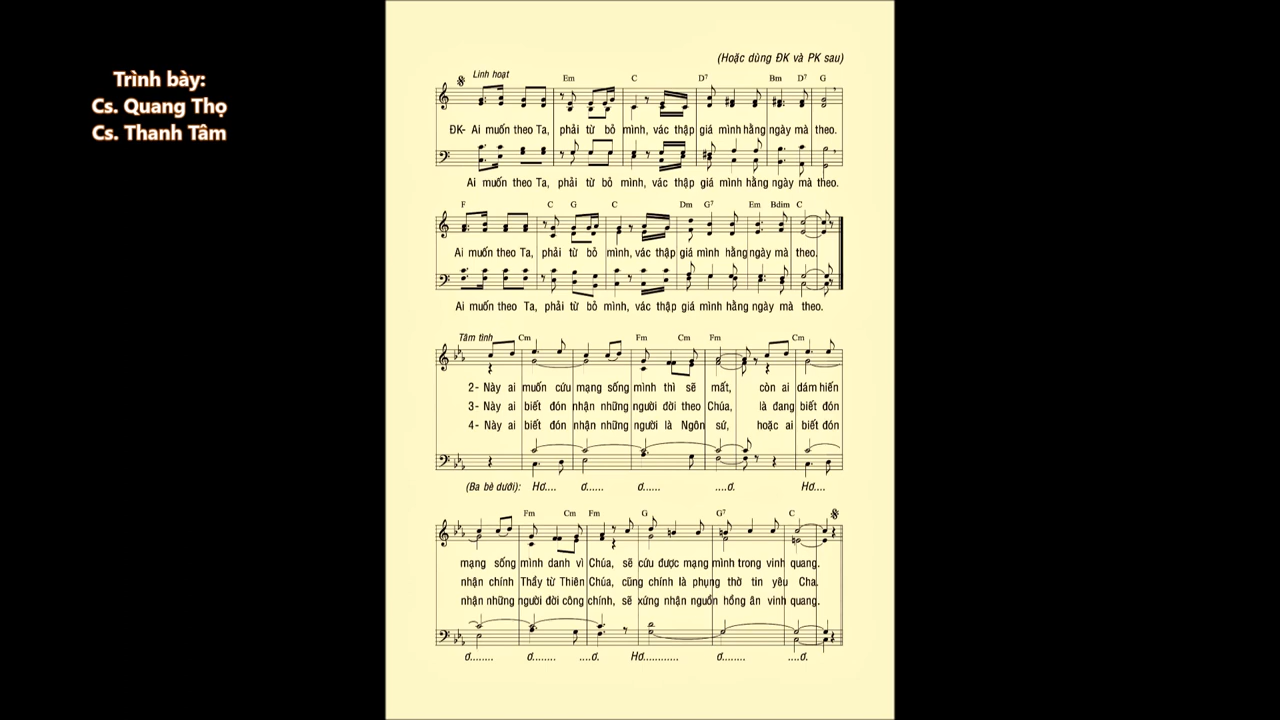 Trình bày:
Cs. Quang Thọ
Cs. Thanh Tâm
(Hoặc dùng ĐK và PK sau)
Linh hoạt
Em C D7 Bm D7 G
ĐK- Ai muốn theo Ta, phải từ bỏ mình, vác thập giá mình hằng ngày mà theo.
Ai muốn theo Ta, phải từ bỏ mình, vác thập giá mình hằng ngày mà theo.
F C G C Dm G7 Em Bdim C
Ai muốn theo Ta, phải từ bỏ mình, vác thập giá mình hằng ngày mà theo.
Ai muốn theo Ta, phải từ bỏ mình, vác thập giá mình hằng ngày mà theo.
Tâm tình Cm Fm Cm Fm Cm
2- Này ai muốn cứu mạng sống mình thì sẽ mất, còn ai dám hiến
3- Này ai biết đón nhận những người đời theo Chúa, là đang biết đón
4- Này ai biết đón nhận những người là Ngôn sứ, hoặc ai biết đón
(Ba bè dưới): Hơ.... ơ...... ơ...... ....ơ. Hơ....
Fm Cm Fm G G7 C
mạng sống mình danh vì Chúa, sẽ cứu được mạng mình trong vinh quang.
nhận chính Thầy từ Thiên Chúa, cũng chính là phụng thờ tin yêu Cha.
nhận những người đời công chính, sẽ xứng nhận nguồn hồng ân vinh quang.
ơ........ ơ........ ....ơ. Hơ............ ơ........ ....ơ.